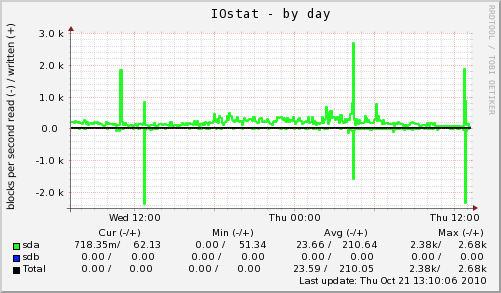 IOstat - by day
RRDTOOL / TOBI OETIKER
blocks per second read (-) / written (+)
3.0 k
2.0 k
1.0 k
0.0
-1.0 k
-2.0 k
Wed 12:00 Thu 00:00 Thu 12:00
Cur (-/+) Min (-/+) Avg (-/+) Max (-/+)
sda 718.35m/ 62.13 0.00 / 51.34 23.66 / 210.64 2.38k/ 2.68k
sdb 0.00 / 0.00 0.00 / 0.00 0.00 / 0.00 0.00 / 0.00
Total 0.00 / 0.00 0.00 / 0.00 23.59 / 210.05 2.38k/ 2.68k
Last update: Thu Oct 21 13:10:06 2010